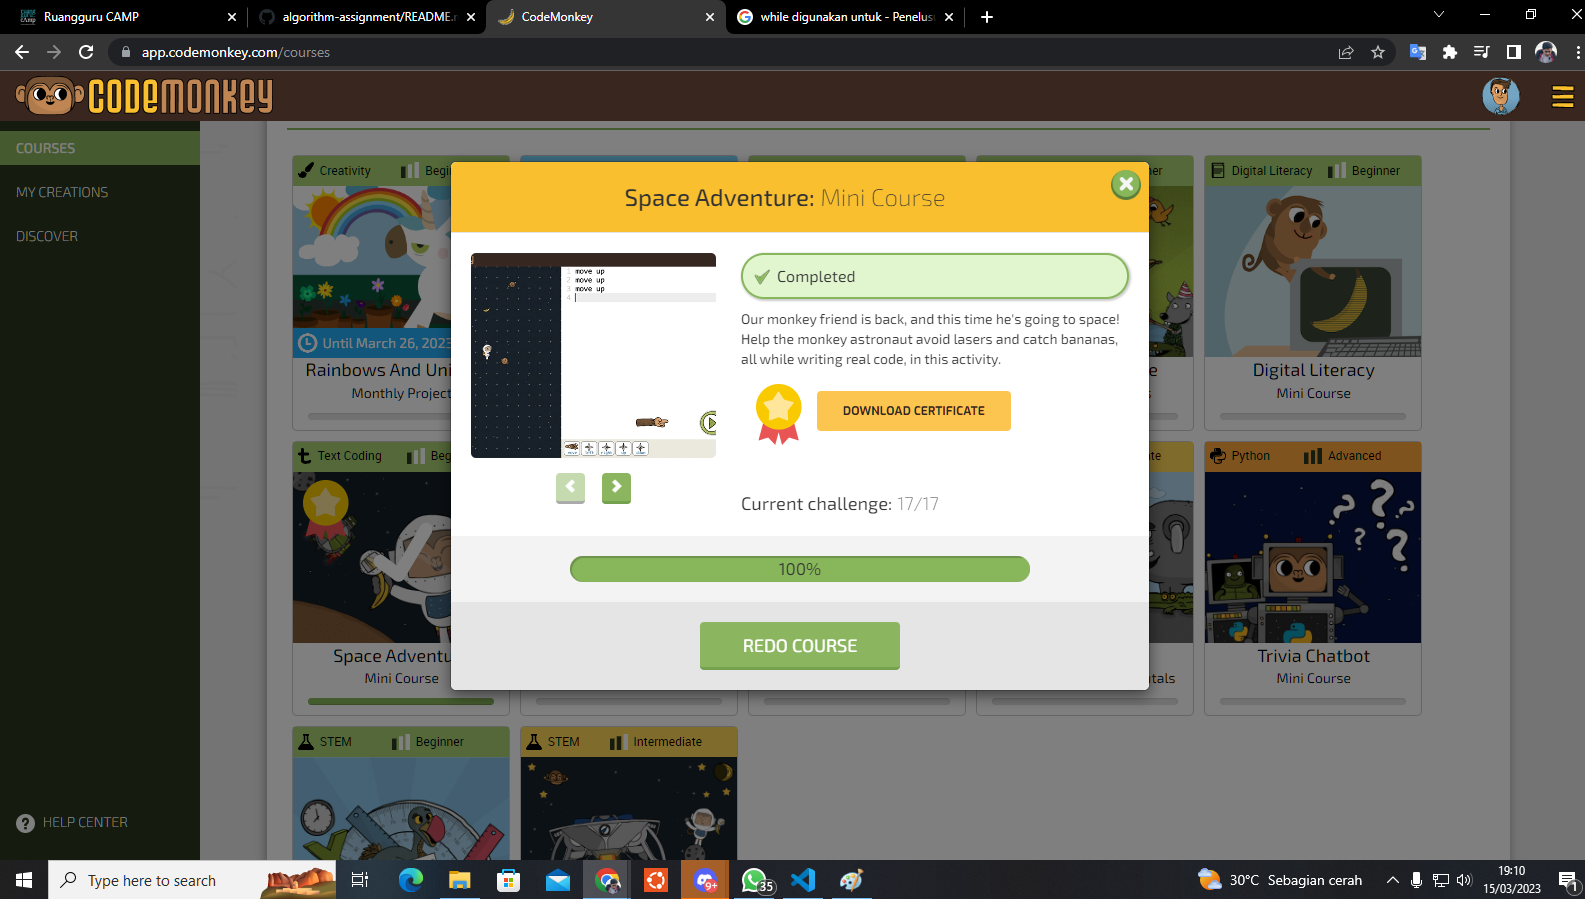 Ruangguru CAMP
algorithm-assignment/README.m
CodeMonkey
while digunakan untuk - Penelus
app.codemonkey.com/courses
CODEMONKEY
COURSES
MY CREATIONS
DISCOVER
HELP CENTER
Creativity
Begi
Until March 26, 2023
Rainbows And Uni
Monthly Project
Digital Literacy
Beginner
Digital Literacy
Mini Course
Text Coding
Beg
Space Adventu
Mini Course
Python
Advanced
Trivia Chatbot
Mini Course
STEM
Beginner
STEM
Intermediate
Space Adventure: Mini Course
1 move up
2 move up
3 move up
4
Completed
Our monkey friend is back, and this time he's going to space!
Help the monkey astronaut avoid lasers and catch bananas,
all while writing real code, in this activity.
DOWNLOAD CERTIFICATE
Current challenge: 17/17
100%
REDO COURSE
Type here to search
9+
35
30°C Sebagian cerah
19:10
15/03/2023
1